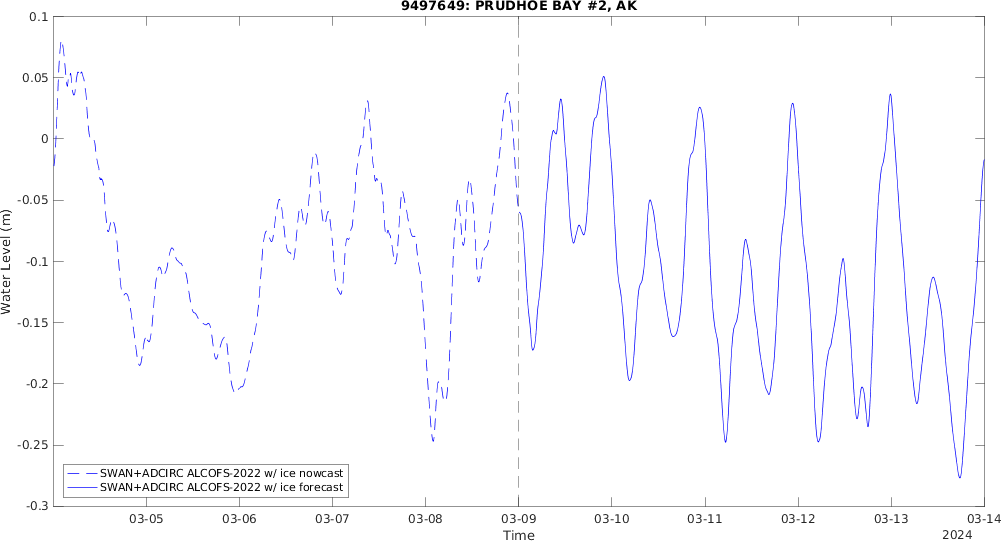 9497649: PRUDHOE BAY #2, AK
0.1
0.05
0
-0.05
-0.1
-0.15
-0.2
-0.25
-0.3
Water Level (m)
SWAN+ADCIRC ALCOFS-2022 w/ ice nowcast
SWAN+ADCIRC ALCOFS-2022 w/ ice forecast
03-05 03-06 03-07 03-08 03-09 03-10 03-11 03-12 03-13 03-14
Time
2024